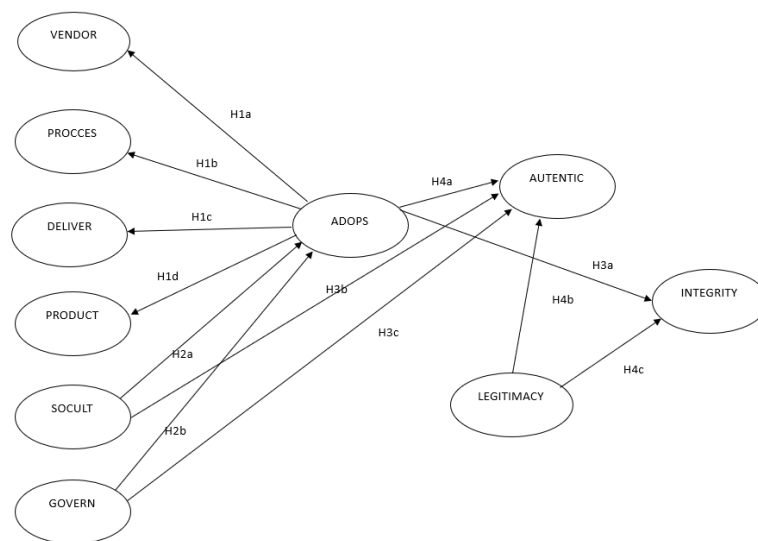 VENDOR
H1a
PROCCES
H1b
H4a
AUTENTIC
DELIVER
H1c
ADOPS
H1d
H3a
H3b
INTEGRITY
H4b
PRODUCT
H3c
H2a
H4c
SOCULT
LEGITIMACY
H2b
GOVERN